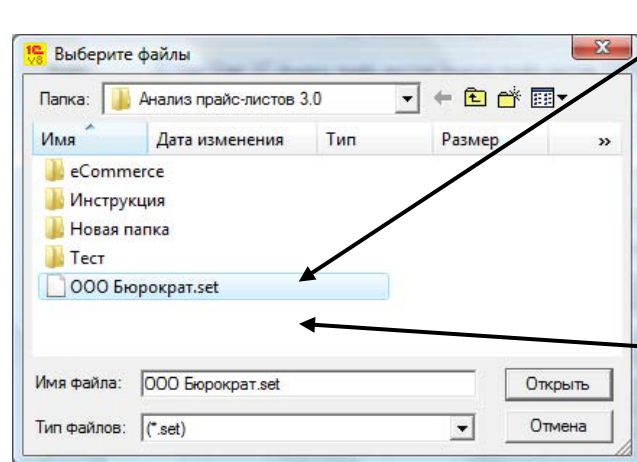 1С V8 Выберите файлы
Папка: Анализ прайс-листов 3.0
Имя Дата изменения Тип Размер »
eCommerce
Инструкция
Новая папка
Тест
ООО Бюрократ.set
Имя файла: ООО Бюрократ.set Открыть
Тип файлов: (*.set) Отмена